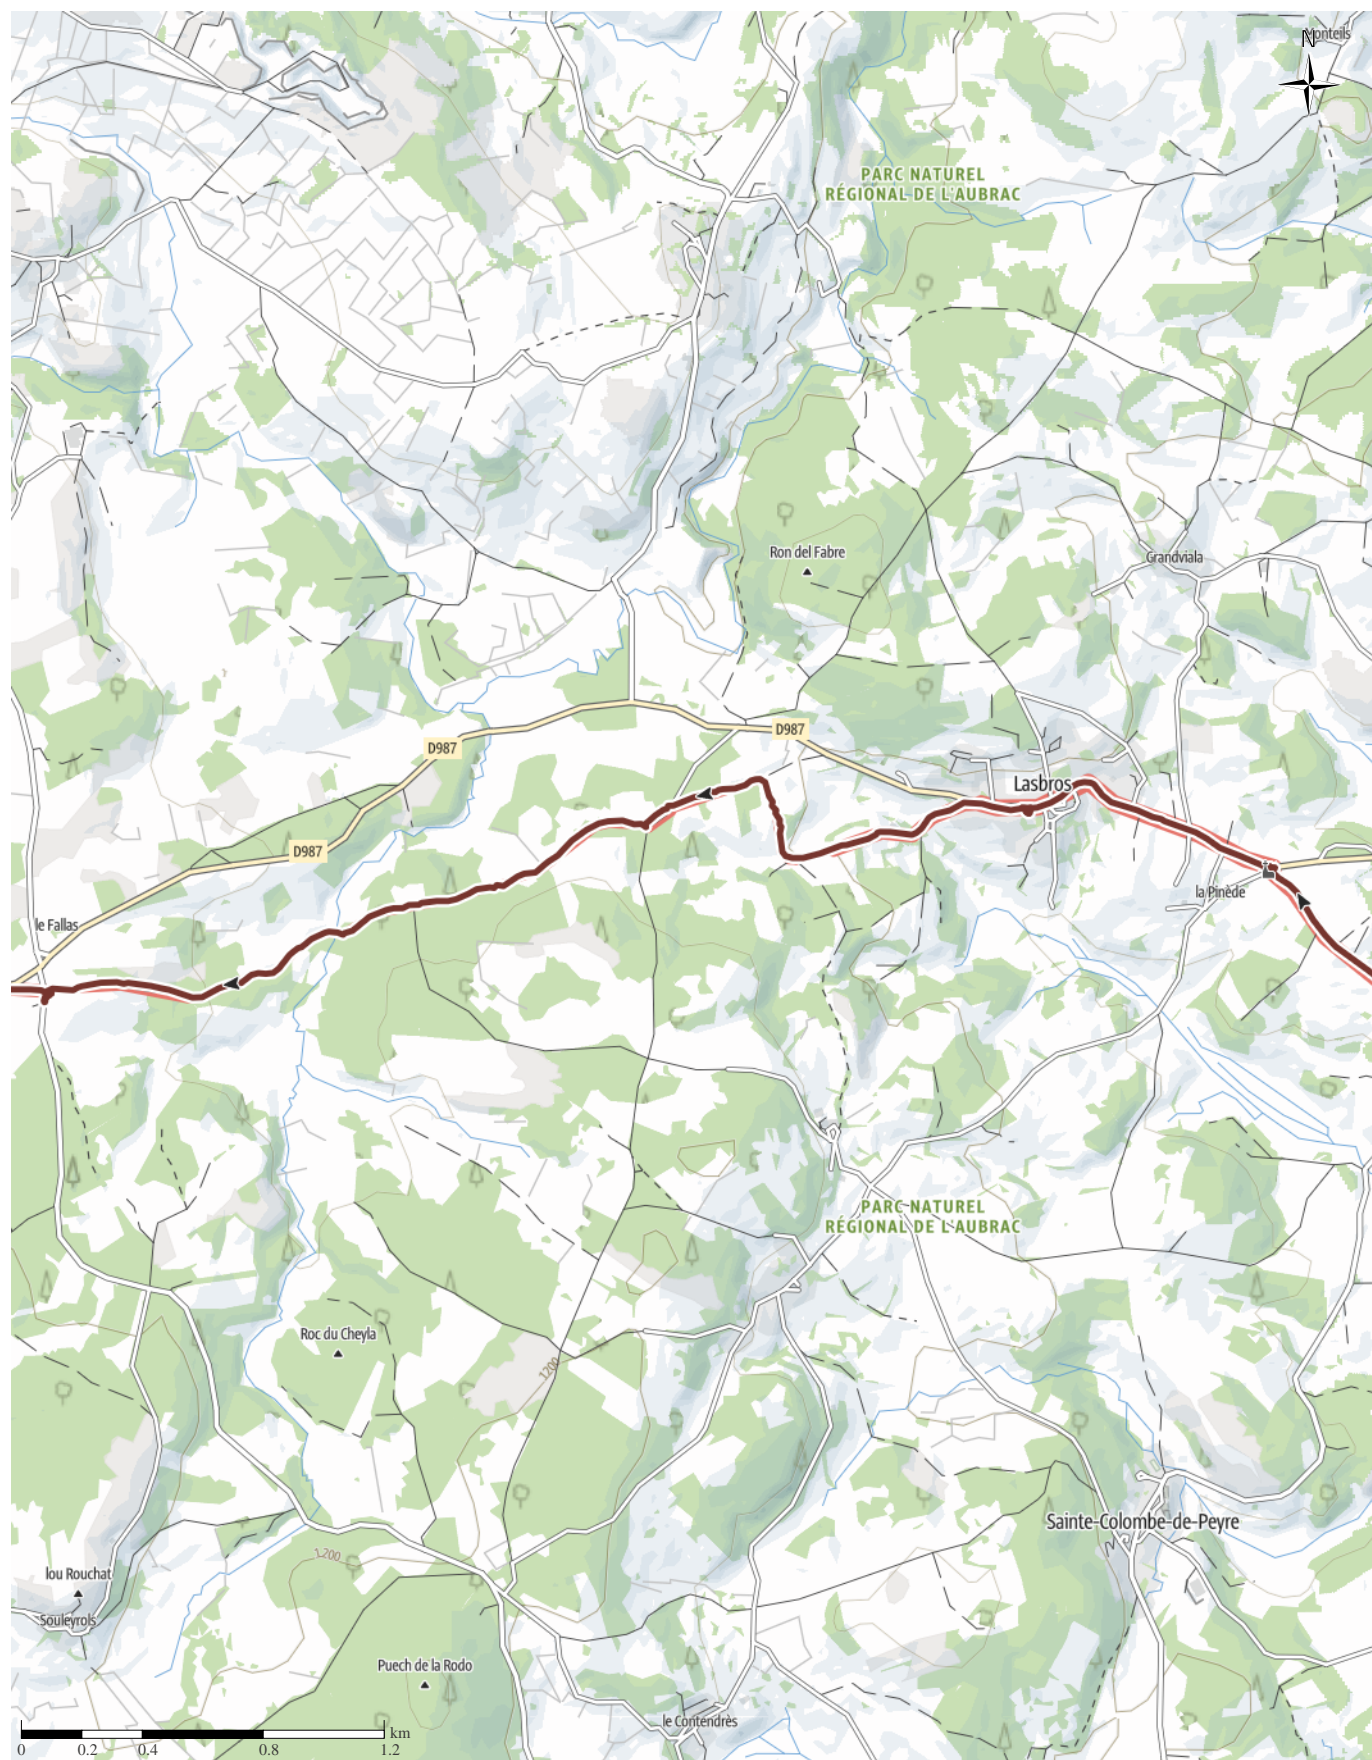 Monteils
N
PARC NATUREL
RÉGIONAL DE L'AUBRAC
Ron del Fabre
Grandviala
D987
D987
Lasbros
D987
la Pinède
le Fallas
PARC NATUREL
RÉGIONAL DE L'AUBRAC
Roc du Cheyla
1200
Sainte-Colombe-de-Peyre
1 200
lou Rouchat
Souleyrols
Puech de la Rodo
le Contendrès
km
0 0.2 0.4 0.8 1.2